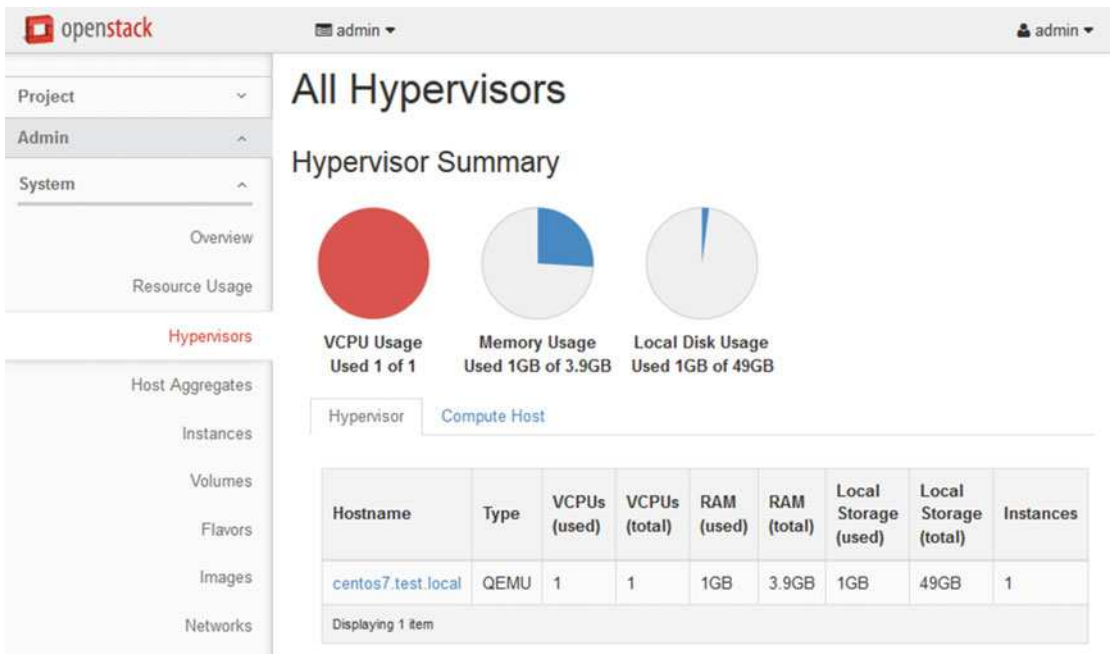 openstack
admin
admin
Project
Admin
System
Overview
Resource Usage
Hypervisors
Host Aggregates
Instances
Volumes
Flavors
Images
Networks
All Hypervisors
Hypervisor Summary
VCPU Usage
Used 1 of 1
Memory Usage
Used 1GB of 3.9GB
Local Disk Usage
Used 1GB of 49GB
Hypervisor Compute Host
Hostname Type VCPUs (used) VCPUs (total) RAM (used) RAM (total) Local Storage (used) Local Storage (total) Instances
centos7.test.local QEMU 1 1 1GB 3.9GB 1GB 49GB 1
Displaying 1 item